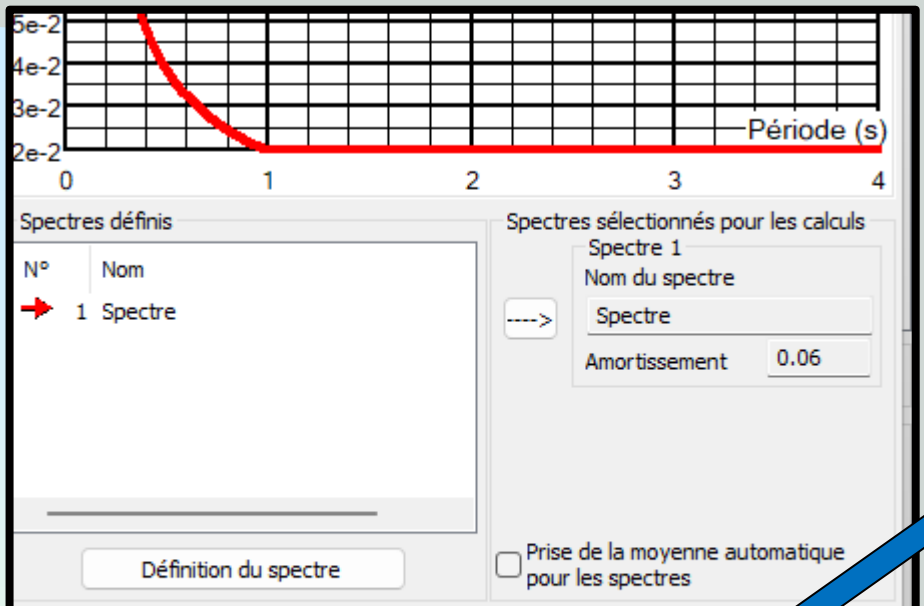 5e-2
4e-2
3e-2
Période (s)
2e-2
0 1 2 3 4
Spectres définis
N° Nom
1 Spectre
Définition du spectre
Spectres sélectionnés pour les calculs
Spectre 1
Nom du spectre
---->
Spectre
Amortissement 0.06
Prise de la moyenne automatique
pour les spectres